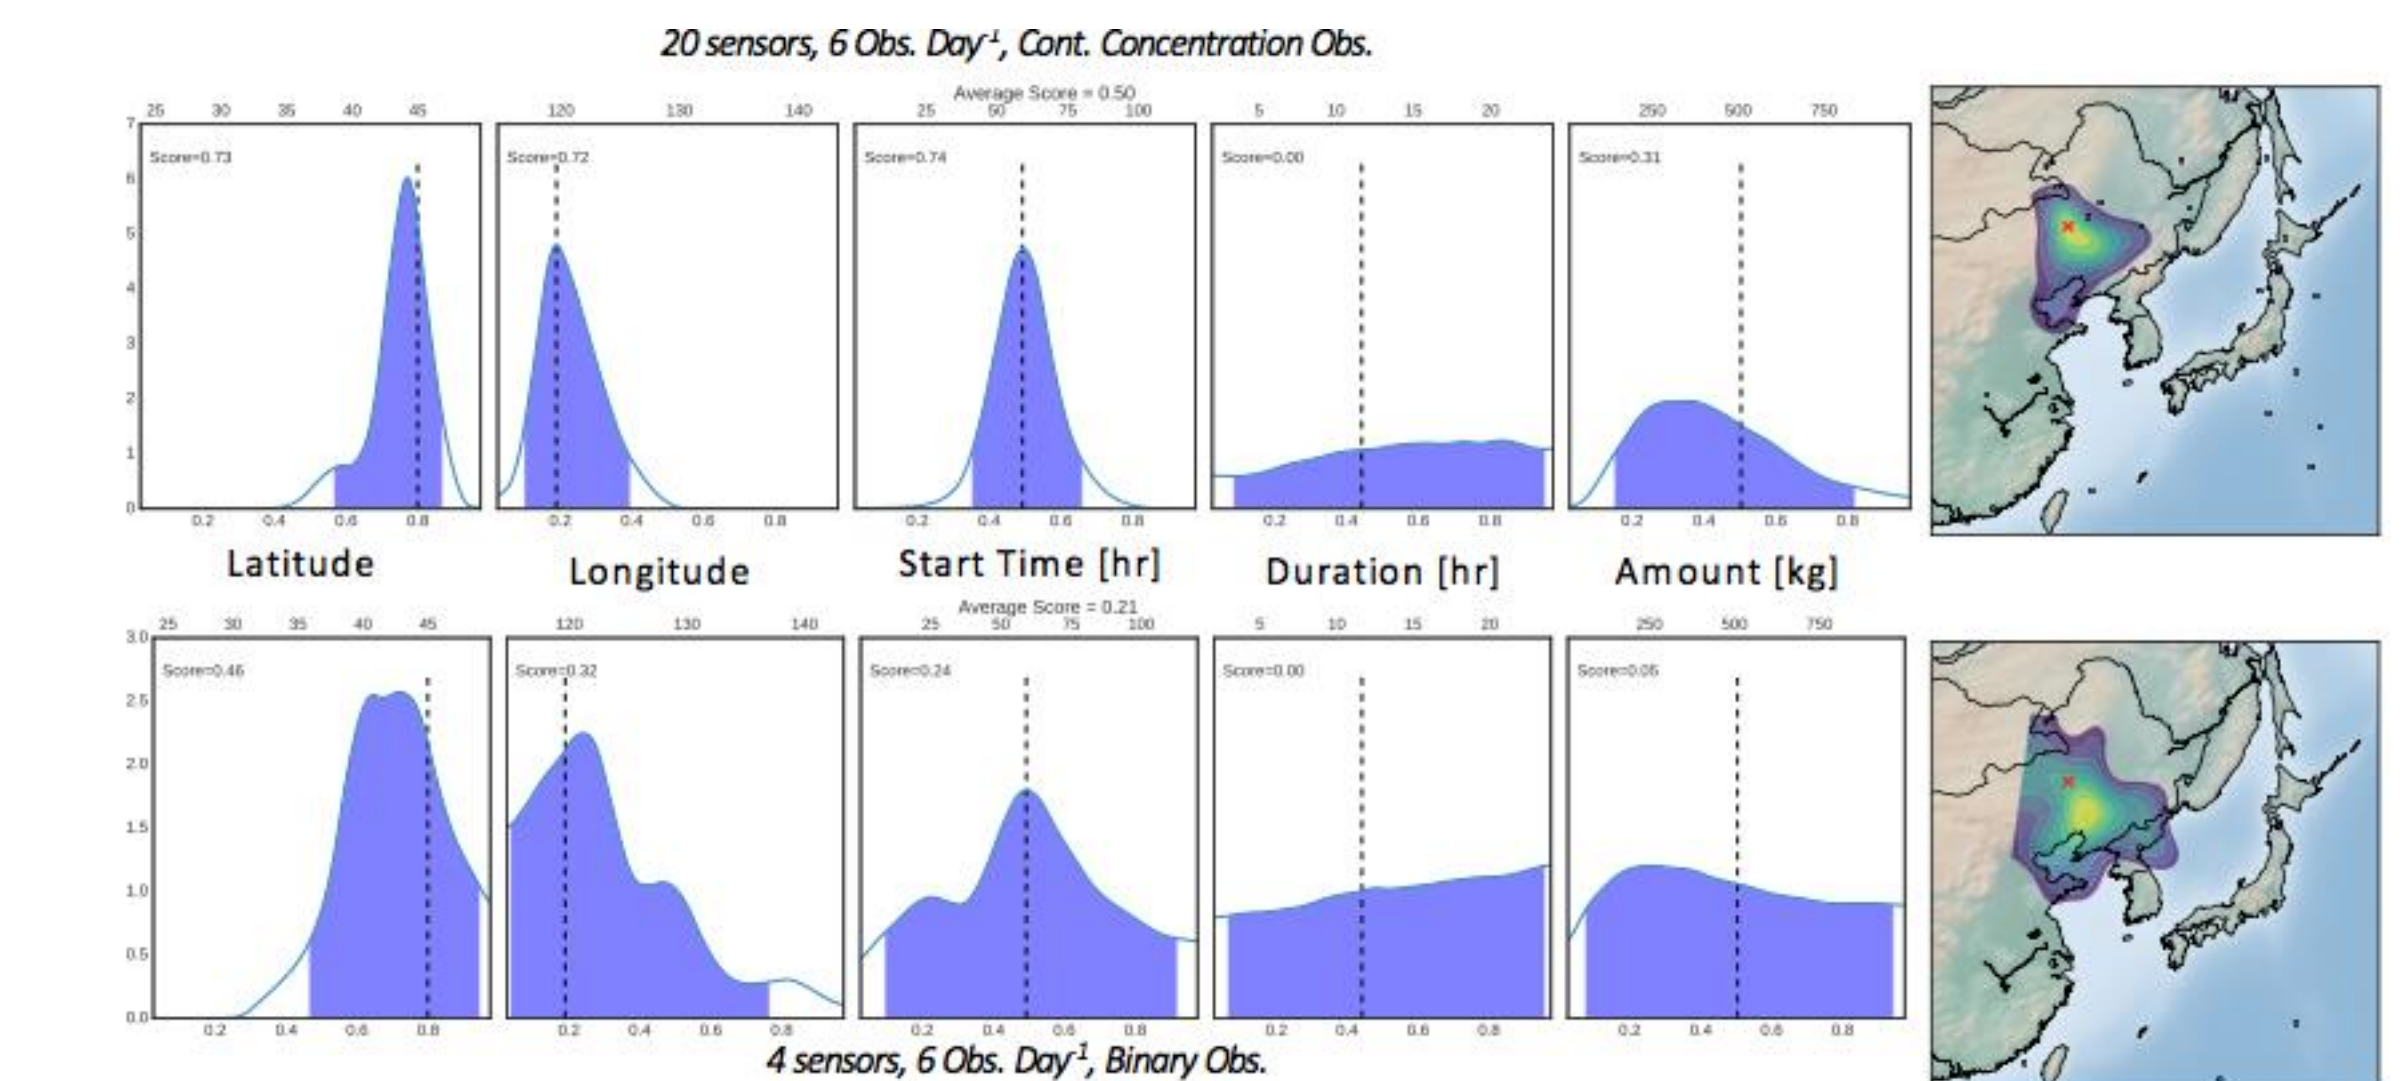 20 sensors, 6 Obs. Day⁻¹, Cont. Concentration Obs.
Average Score = 0.50
25 30 35 40 45 120 130 140 25 50 75 100 5 10 15 20 250 500 750
7
Score=0.73 Score=0.72 Score=0.74 Score=0.00 Score=0.31
6
5
4
3
2
1
0
0.2 0.4 0.6 0.8 0.2 0.4 0.6 0.8 0.2 0.4 0.6 0.8 0.2 0.4 0.6 0.8 0.2 0.4 0.6 0.8
Latitude Longitude Start Time [hr] Duration [hr] Amount [kg]
Average Score = 0.21
25 30 35 40 45 120 130 140 25 50 75 100 5 10 15 20 250 500 750
3.0
Score=0.46 Score=0.32 Score=0.24 Score=0.00 Score=0.05
2.5
2.0
1.5
1.0
0.5
0.0
0.2 0.4 0.6 0.8 0.2 0.4 0.6 0.8 0.2 0.4 0.6 0.8 0.2 0.4 0.6 0.8 0.2 0.4 0.6 0.8
4 sensors, 6 Obs. Day⁻¹, Binary Obs.